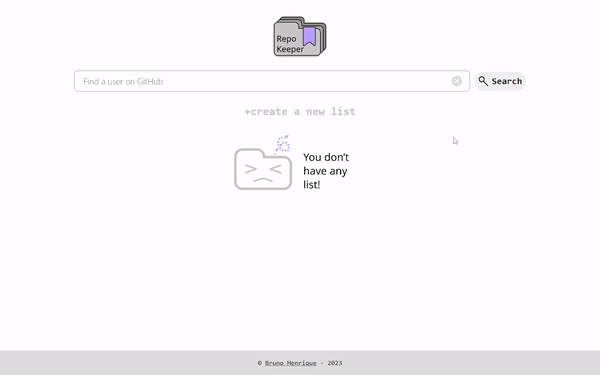 Repo
Keeper
Find a user on GitHub
Search
+create a new list
You don't
have any
list!
© Bruno Henrique - 2023